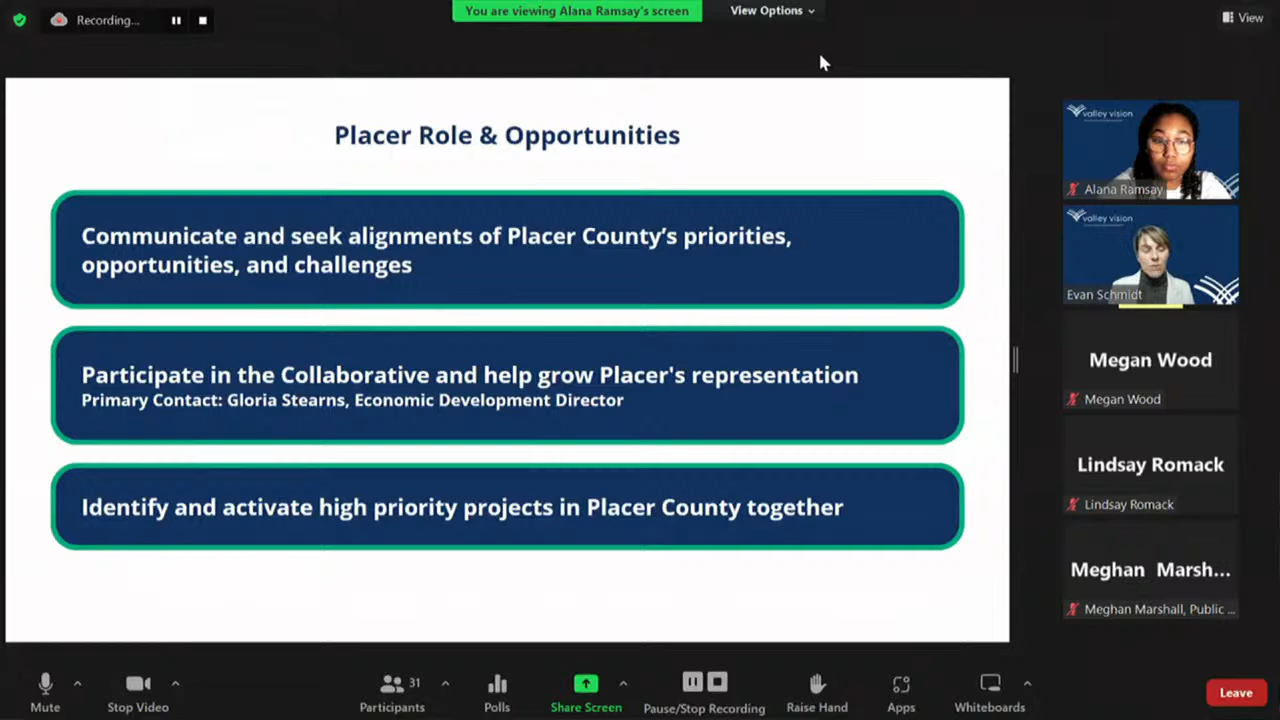 Recording...
You are viewing Alana Ramsay's screen
View Options
View
Placer Role & Opportunities
Communicate and seek alignments of Placer County's priorities,
opportunities, and challenges
Participate in the Collaborative and help grow Placer's representation
Primary Contact: Gloria Stearns, Economic Development Director
Identify and activate high priority projects in Placer County together
valley vision
Alana Ramsay
valley vision
Evan Schmidt
Megan Wood
Megan Wood
Lindsay Romack
Lindsay Romack
Meghan Marsh...
Meghan Marshall, Public ...
Mute
Stop Video
31
Participants
Polls
Share Screen
Pause/Stop Recording
Raise Hand
Apps
Whiteboards
Leave